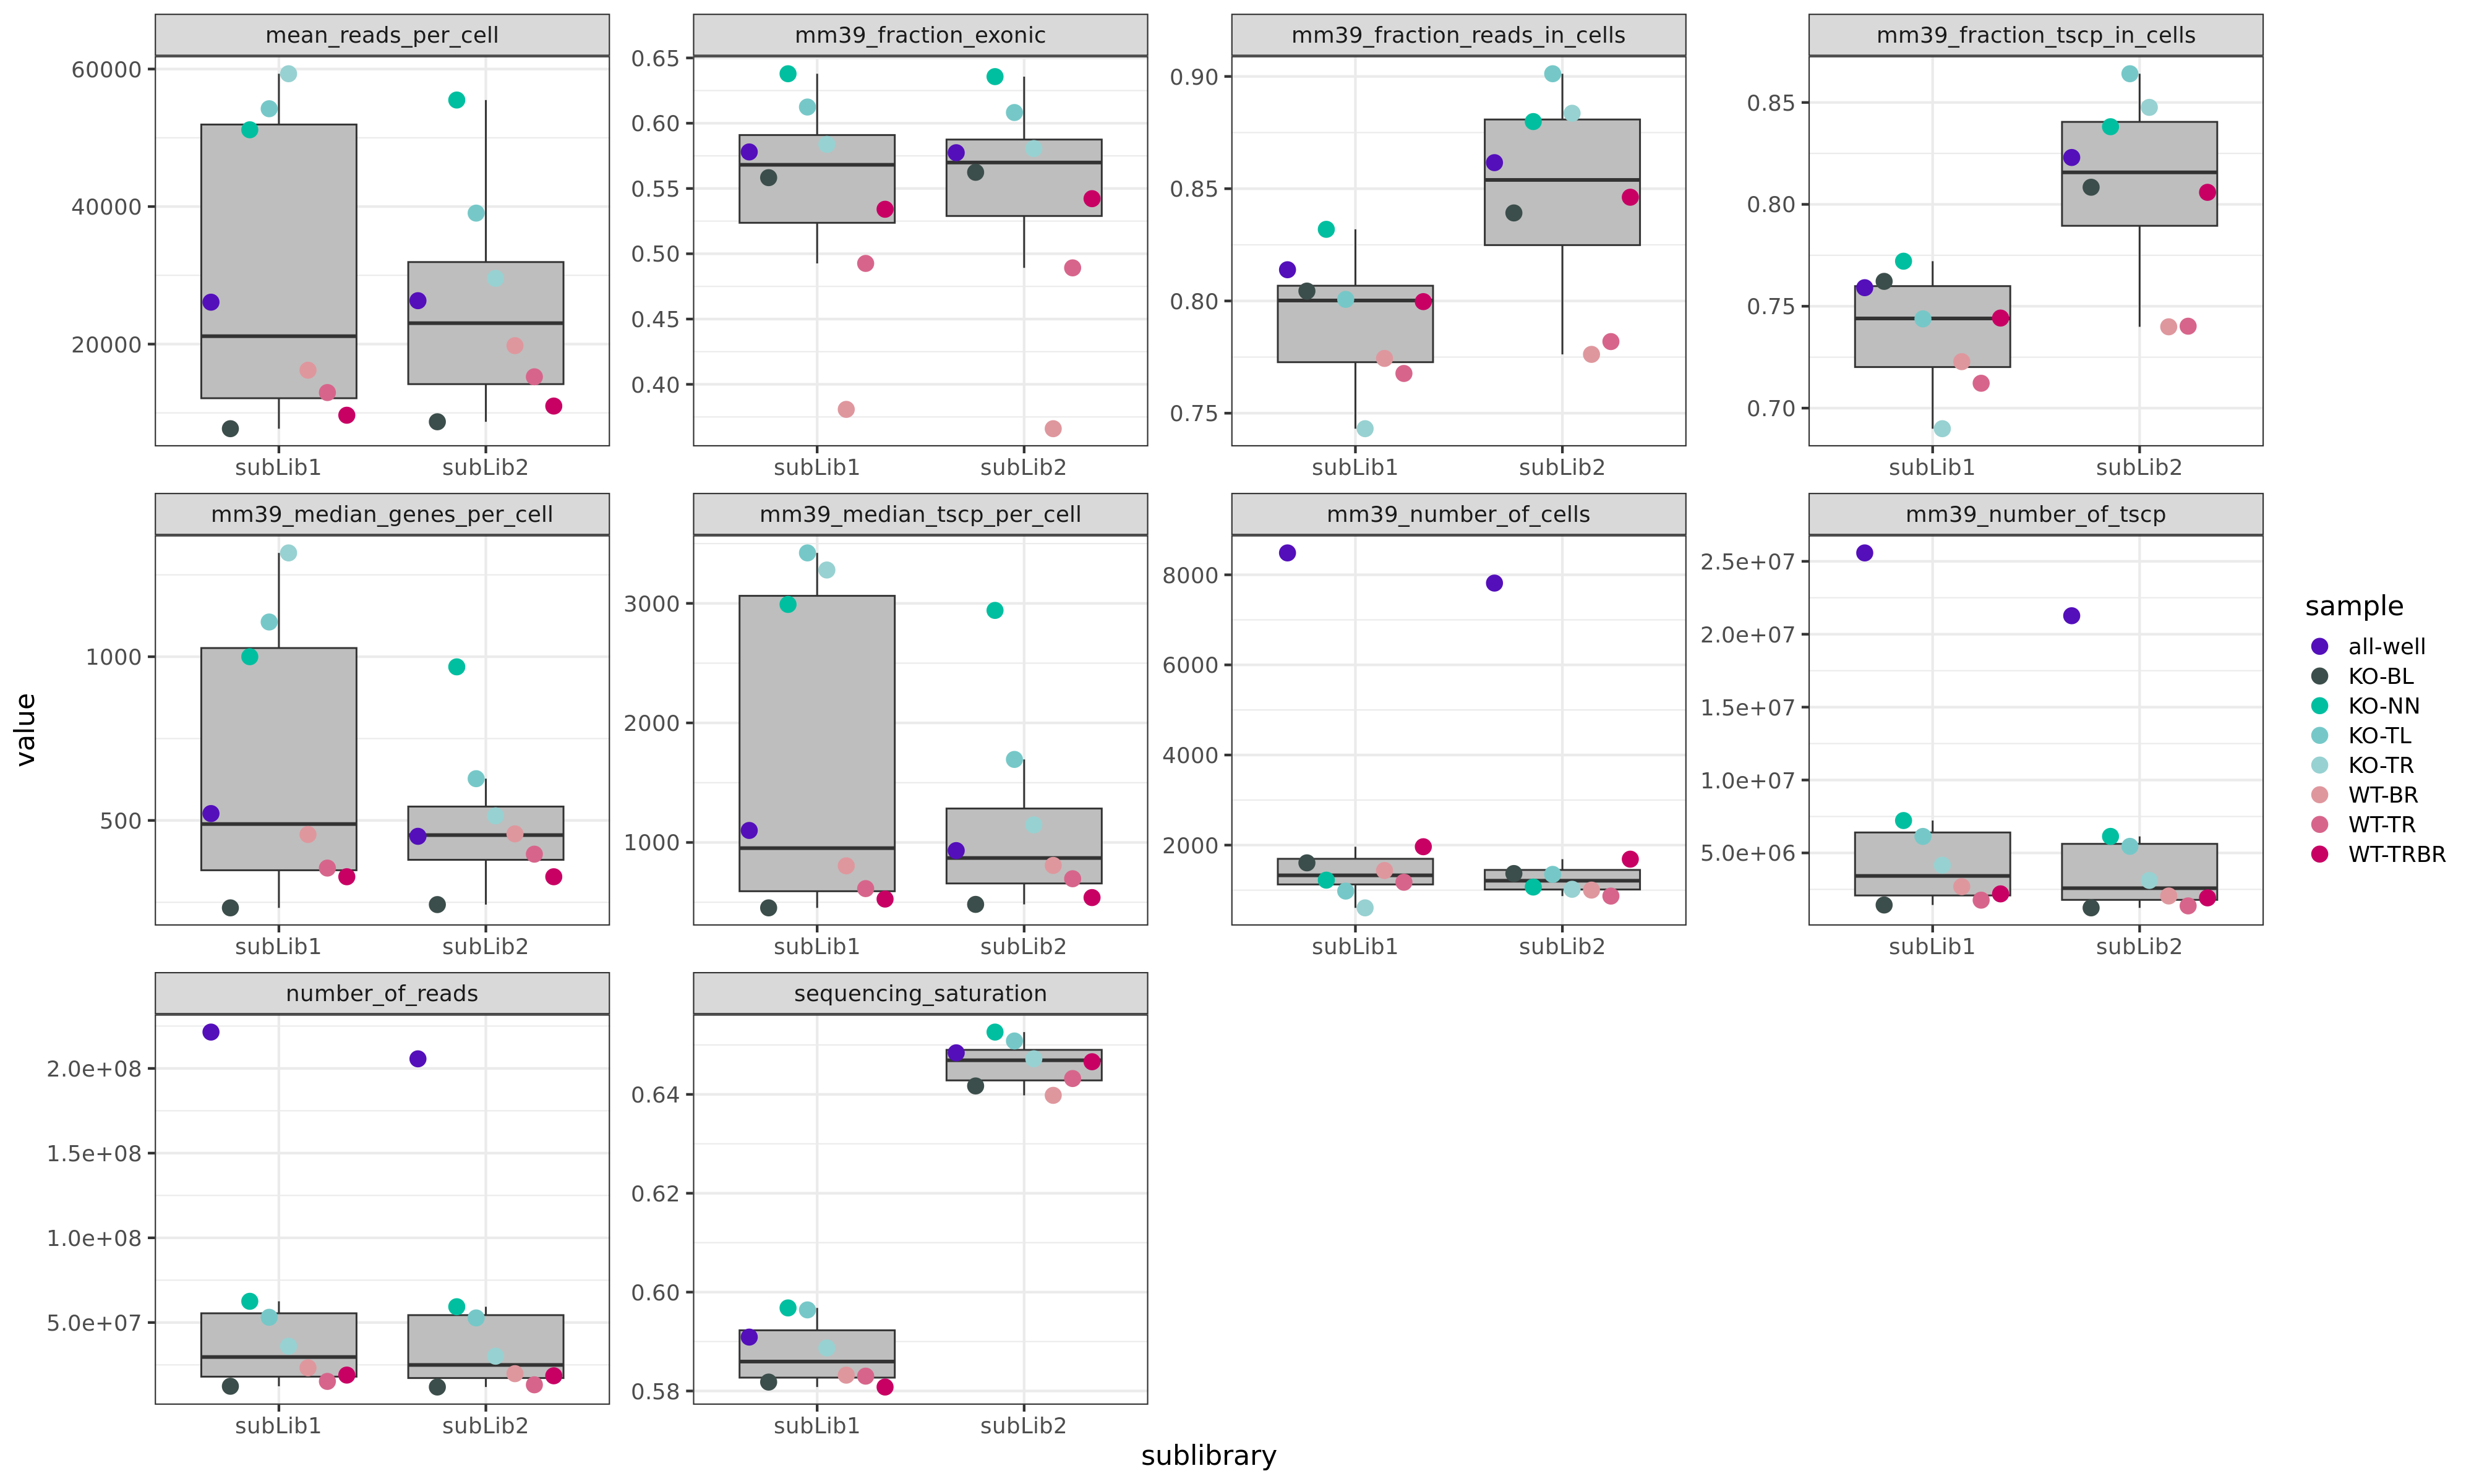 mean_reads_per_cell
60000
40000
20000
subLib1 subLib2
mm39_fraction_exonic
0.65
0.60
0.55
0.50
0.45
0.40
subLib1 subLib2
mm39_fraction_reads_in_cells
0.90
0.85
0.80
0.75
subLib1 subLib2
mm39_fraction_tscp_in_cells
0.85
0.80
0.75
0.70
subLib1 subLib2
value
mm39_median_genes_per_cell
1000
500
subLib1 subLib2
mm39_median_tscp_per_cell
3000
2000
1000
subLib1 subLib2
mm39_number_of_cells
8000
6000
4000
2000
subLib1 subLib2
mm39_number_of_tscp
2.5e+07
2.0e+07
1.5e+07
1.0e+07
5.0e+06
subLib1 subLib2
sample
all-well
KO-BL
KO-NN
KO-TL
KO-TR
WT-BR
WT-TR
WT-TRBR
number_of_reads
2.0e+08
1.5e+08
1.0e+08
5.0e+07
subLib1 subLib2
sequencing_saturation
0.64
0.62
0.60
0.58
subLib1 subLib2
sublibrary